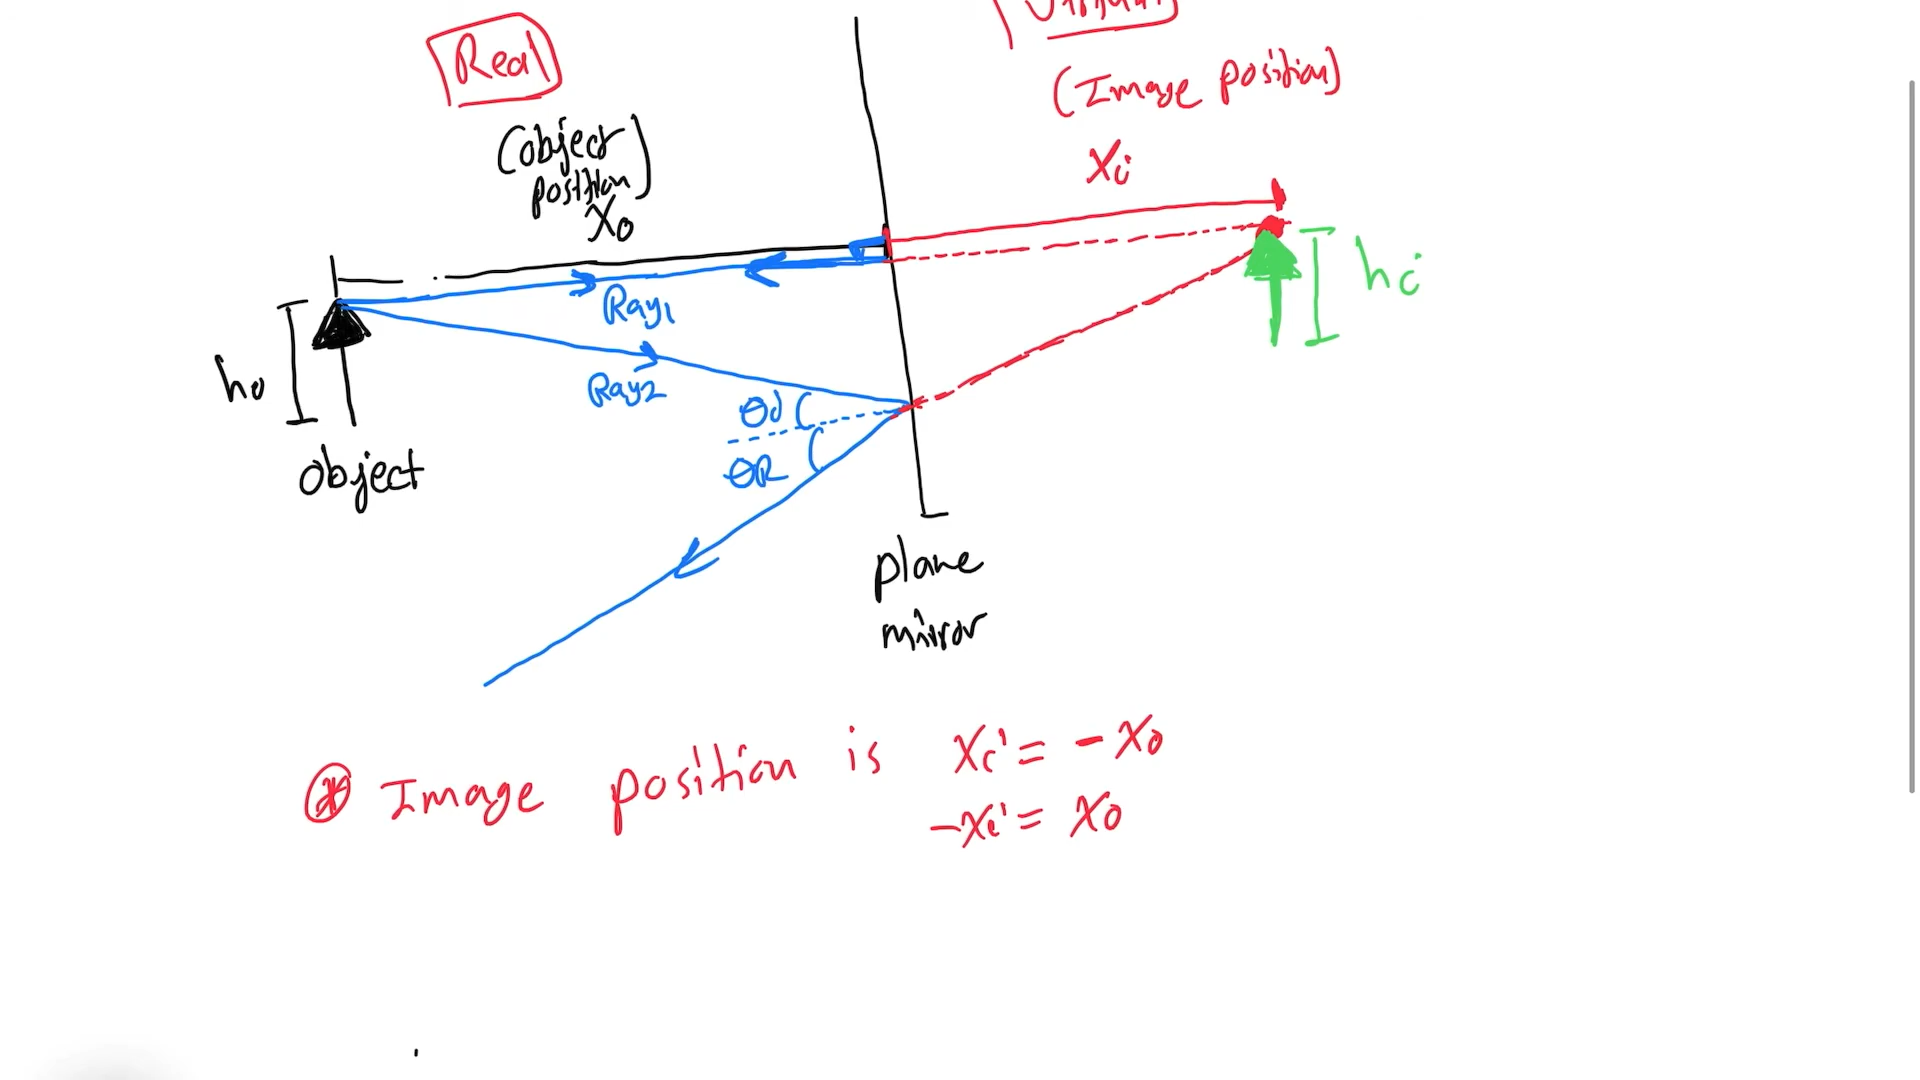 Real
(object
position)
Xo
(Image position)
Xi
Ray1
ho
hi
Ray2
θi
θR
object
plane
mirror
* Image position is Xi = - Xo
-Xi = Xo